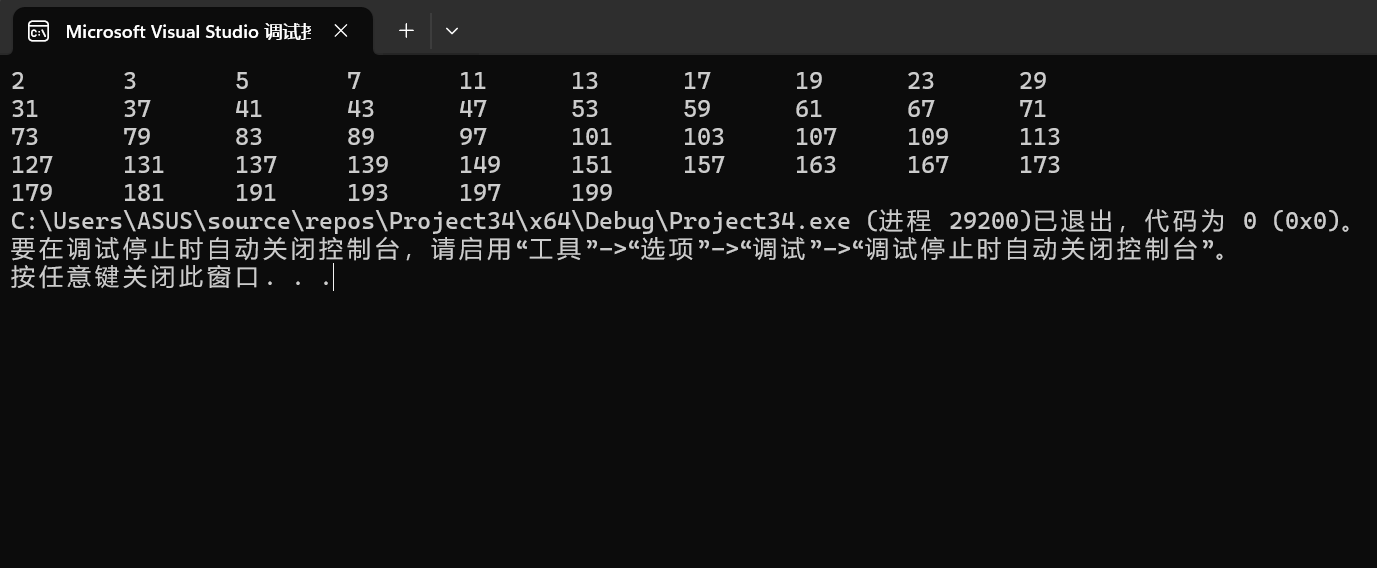 Microsoft Visual Studio 调试
2 3 5 7 11 13 17 19 23 29
31 37 41 43 47 53 59 61 67 71
73 79 83 89 97 101 103 107 109 113
127 131 137 139 149 151 157 163 167 173
179 181 191 193 197 199
C:\Users\ASUS\source\repos\Project34\x64\Debug\Project34.exe (进程 29200)已退出，代码为 0 (0x0)。
要在调试停止时自动关闭控制台，请启用“工具”->“选项”->“调试”->“调试停止时自动关闭控制台”。
按任意键关闭此窗口. . .